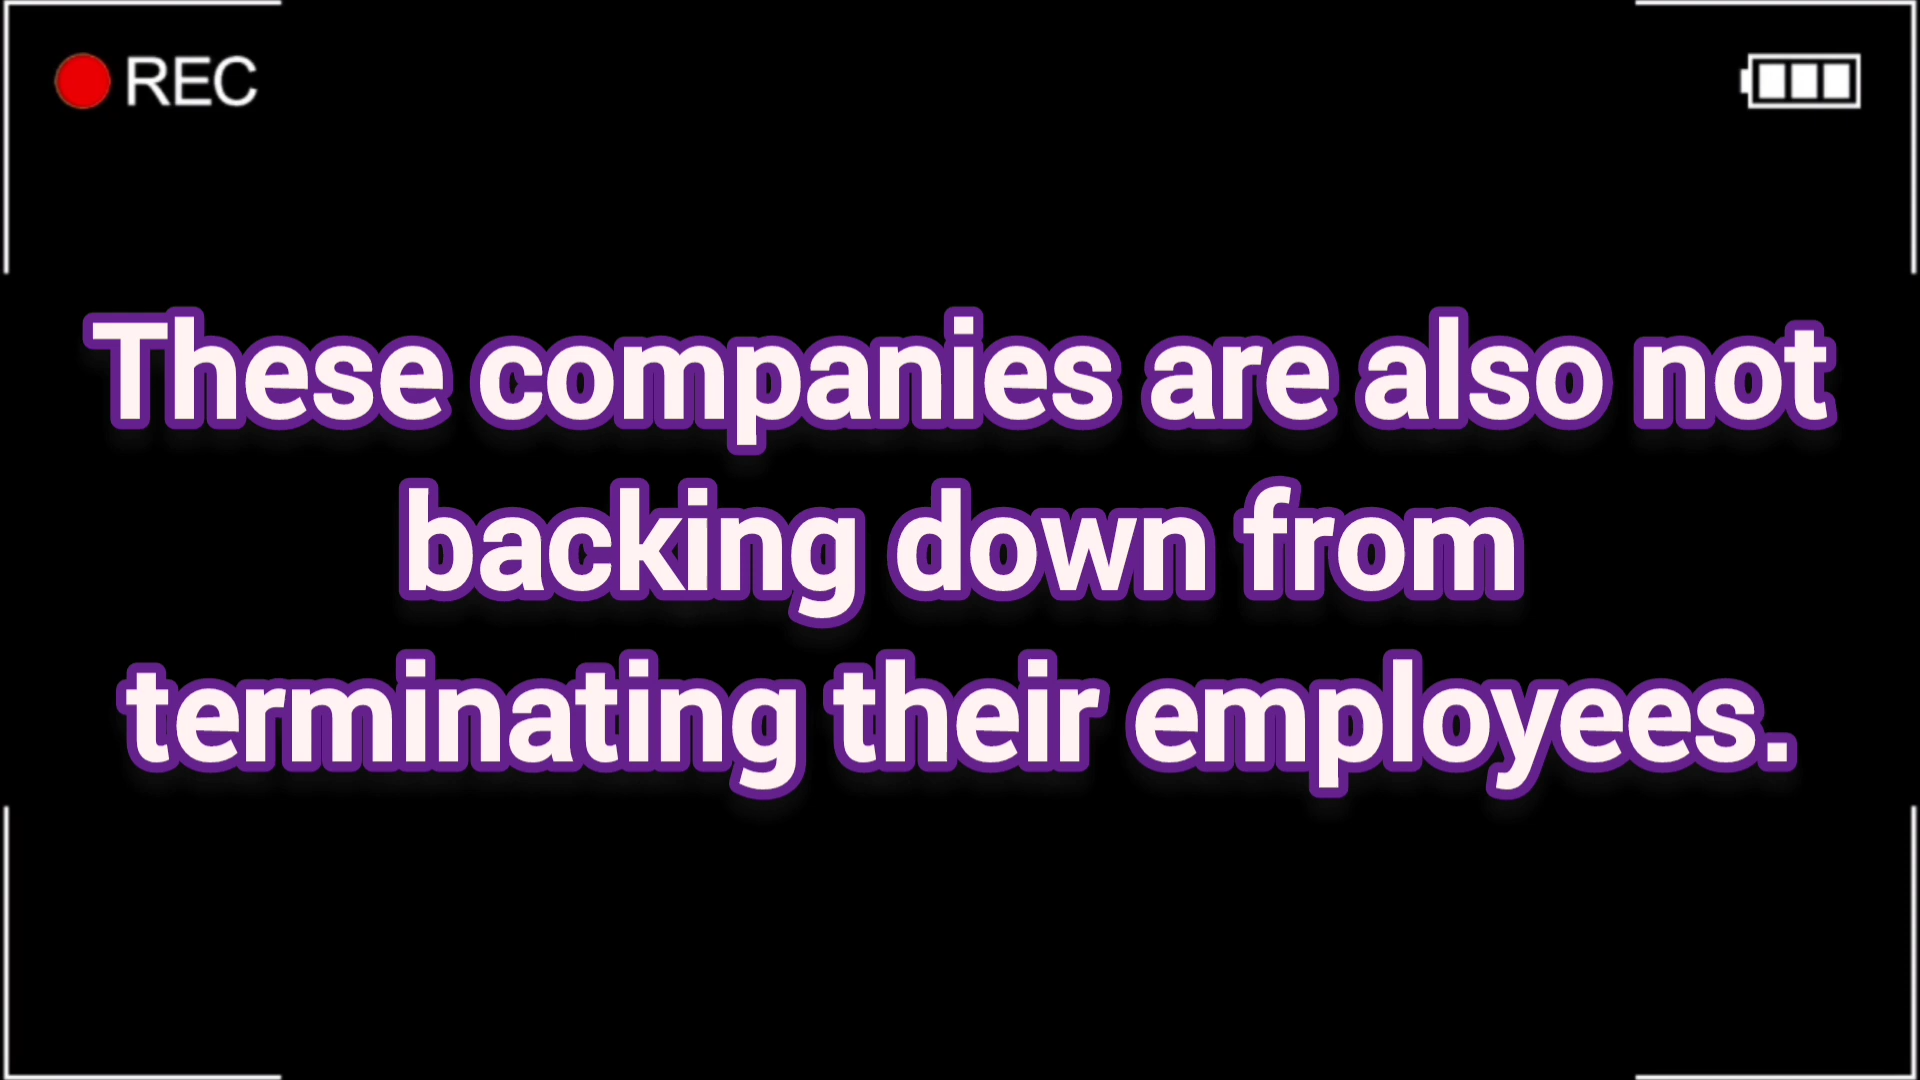 REC
These companies are also not
backing down from
terminating their employees.